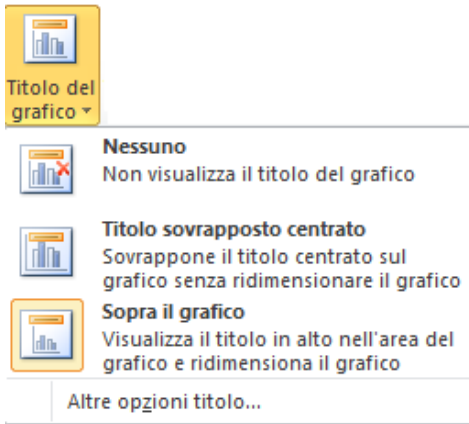 Titolo del
grafico
Nessuno
Non visualizza il titolo del grafico
Titolo sovrapposto centrato
Sovrappone il titolo centrato sul
grafico senza ridimensionare il grafico
Sopra il grafico
Visualizza il titolo in alto nell'area del
grafico e ridimensiona il grafico
Altre opzioni titolo...